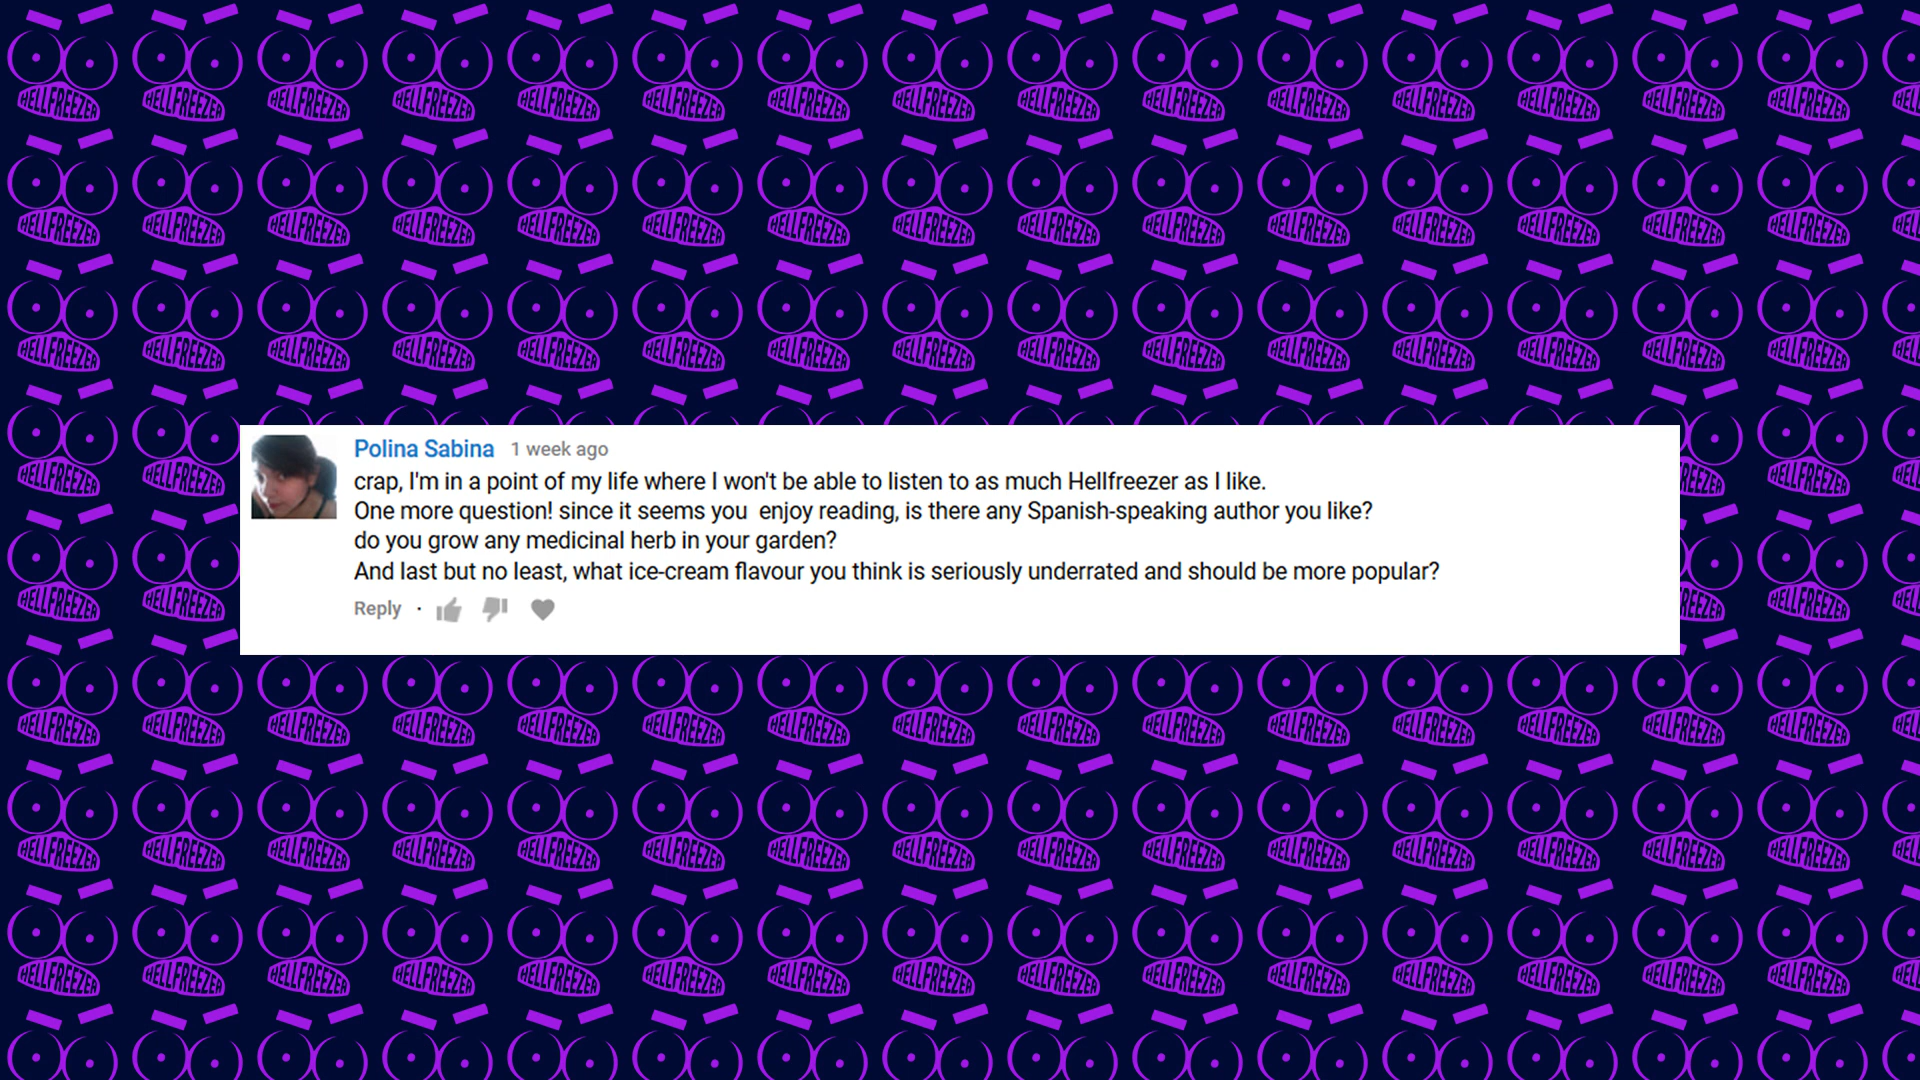 Polina Sabina 1 week ago
crap, I'm in a point of my life where I won't be able to listen to as much Hellfreezer as I like.
One more question! since it seems you  enjoy reading, is there any Spanish-speaking author you like?
do you grow any medicinal herb in your garden?
And last but no least, what ice-cream flavour you think is seriously underrated and should be more popular?
Reply ·
HELLFREEZER